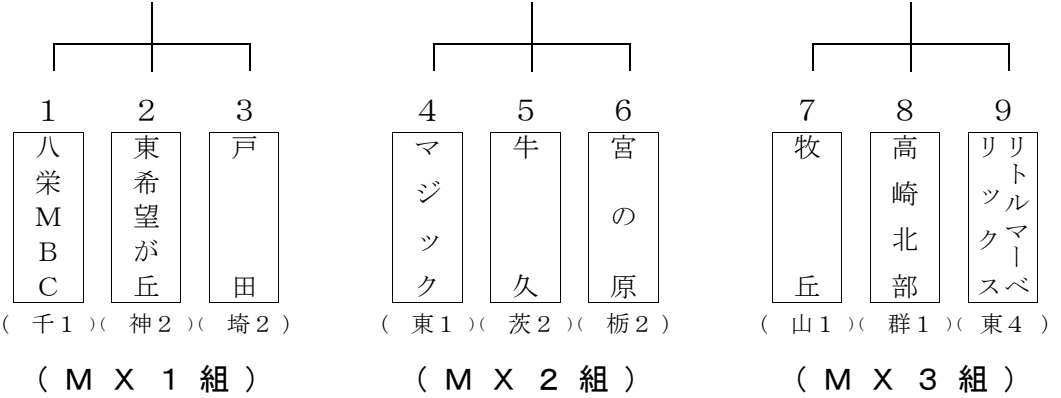 1 2 3 4 5 6 7 8 9
八栄MBC
東希望が丘
戸田
マジック
牛久
宮の原
牧丘
高崎北部
リトルマーベ
リックス
(千1)(神2)(埼2) (東1)(茨2)(栃2) (山1)(群1)(東4)
(MX1組) (MX2組) (MX3組)